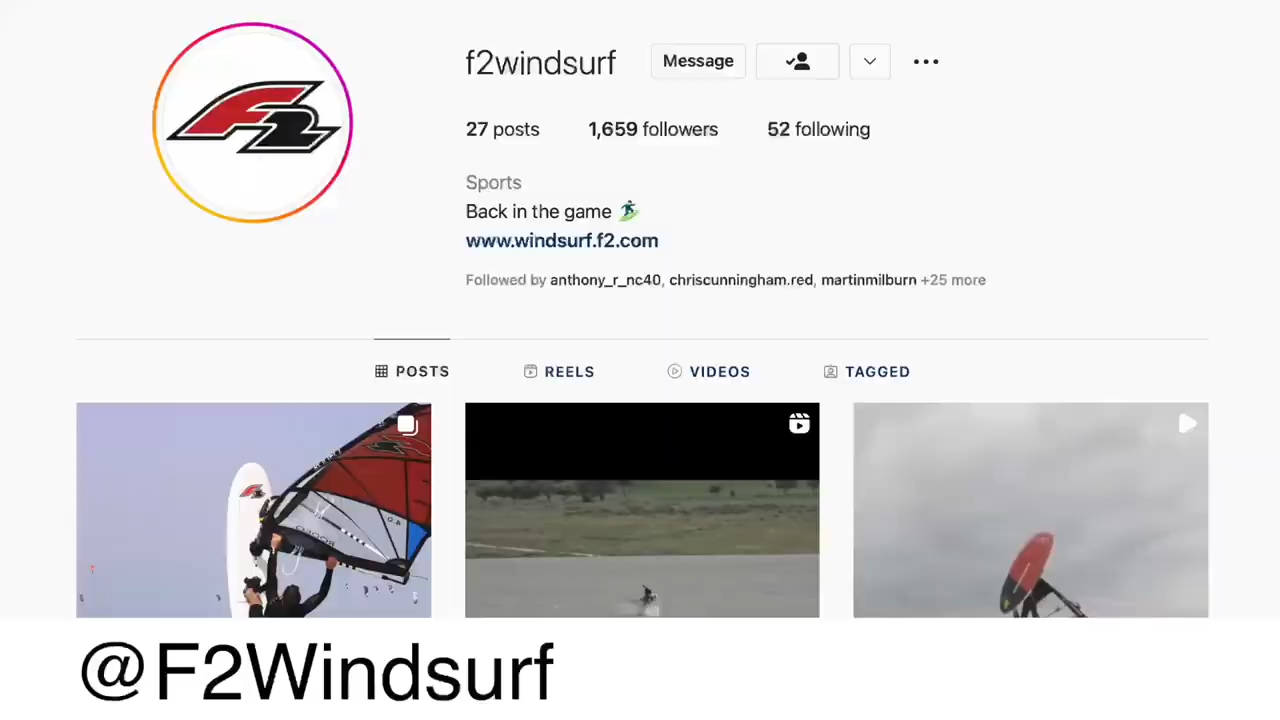 F2
f2windsurf Message
27 posts 1,659 followers 52 following
Sports
Back in the game
www.windsurf.f2.com
Followed by anthony_r_nc40, chriscunningham.red, martinmilburn +25 more
POSTS REELS VIDEOS TAGGED
@F2Windsurf